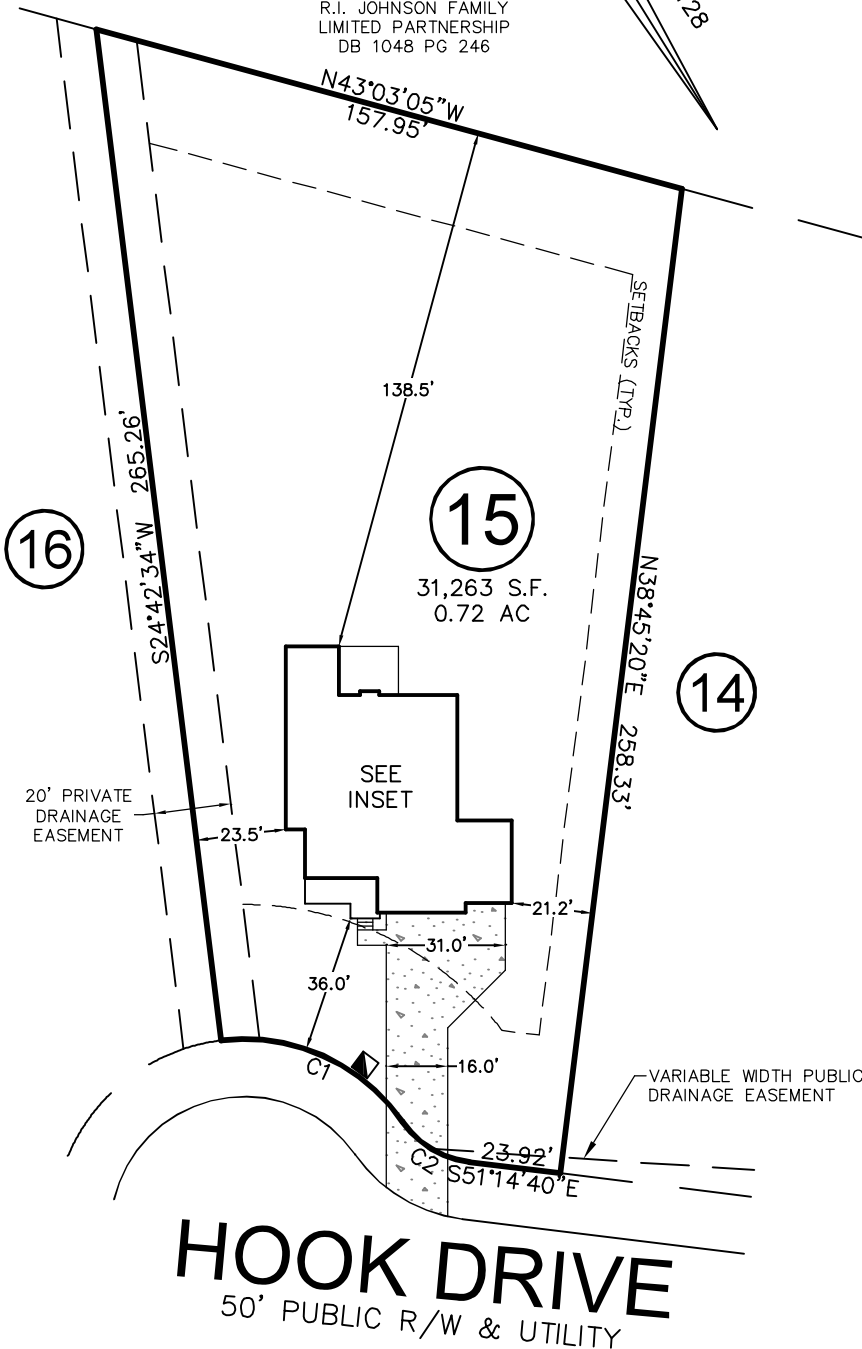 R.I. JOHNSON FAMILY
LIMITED PARTNERSHIP
DB 1048 PG 246
N43°03'05"W
157.95'
SETBACKS (TYP.)
138.5'
S24°42'34"W 265.26'
16
15
31,263 S.F.
0.72 AC
N38°45'20"E 258.33'
14
SEE
INSET
20' PRIVATE
DRAINAGE
EASEMENT
23.5'
21.2'
31.0'
36.0'
16.0'
C1
VARIABLE WIDTH PUBLIC
DRAINAGE EASEMENT
C2
23.92'
S51°14'40"E
HOOK DRIVE
50' PUBLIC R/W & UTILITY